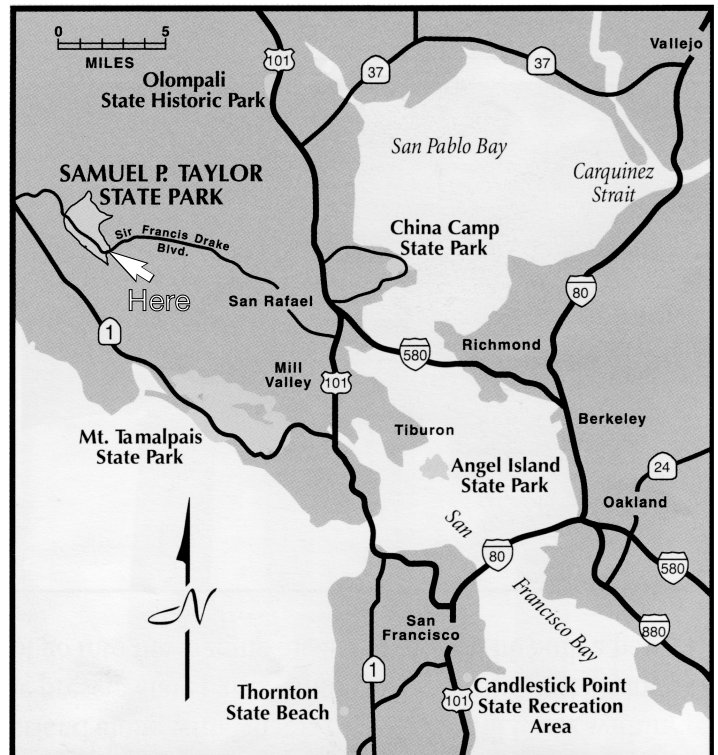 0 5
MILES
Vallejo
101
37
37
Olompali
State Historic Park
San Pablo Bay
Carquinez
Strait
SAMUEL P. TAYLOR
STATE PARK
Sir Francis Drake
Blvd.
China Camp
State Park
Here
San Rafael
80
1
580
Richmond
Mill
Valley
101
Mt. Tamalpais
State Park
Tiburon
Berkeley
Angel Island
State Park
24
Oakland
San
Francisco Bay
80
580
N
San
Francisco
880
1
Thornton
State Beach
101
Candlestick Point
State Recreation
Area